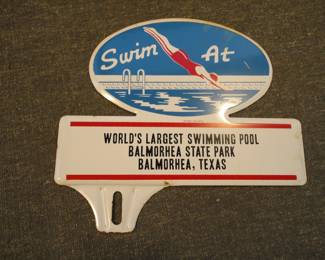 Swim At
WORLD'S LARGEST SWIMMING POOL
BALMORHEA STATE PARK
BALMORHEA, TEXAS